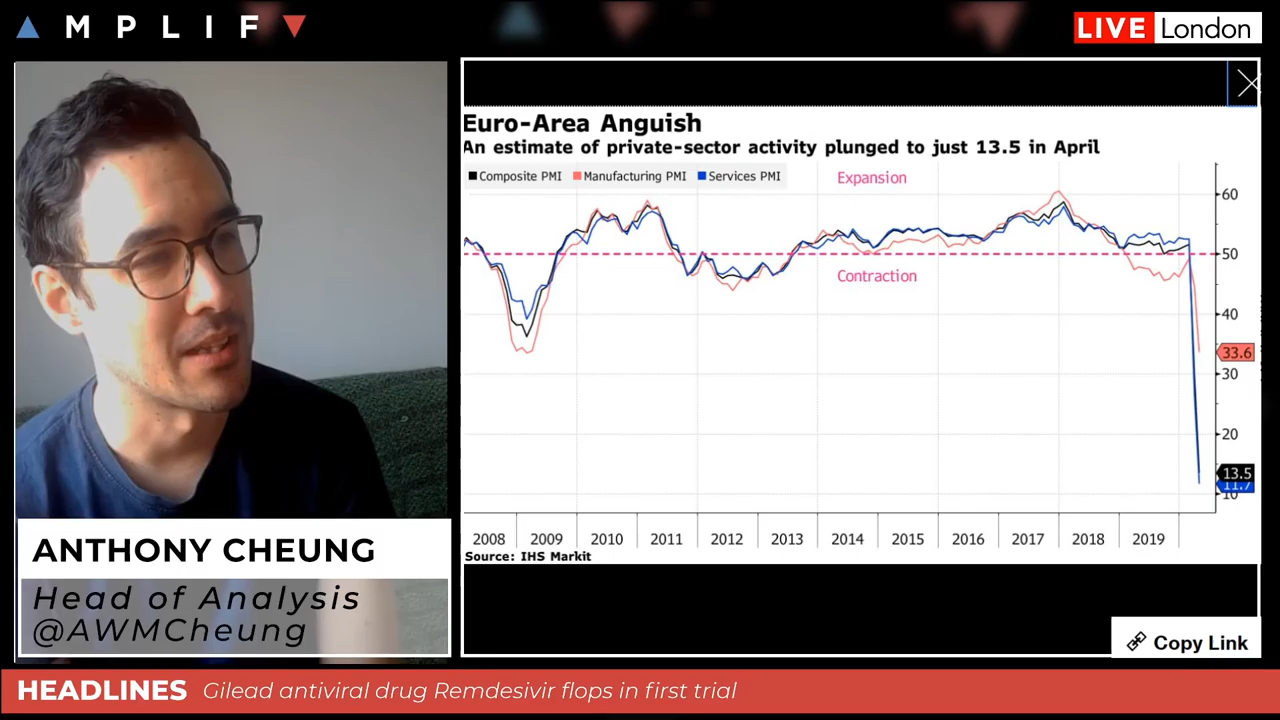 AMPLIFY
LIVE London
Euro-Area Anguish
An estimate of private-sector activity plunged to just 13.5 in April
Composite PMI Manufacturing PMI Services PMI
Expansion
Contraction
60
50
40
30
20
10
33.6
13.5
11.7
2008 2009 2010 2011 2012 2013 2014 2015 2016 2017 2018 2019
Source: IHS Markit
ANTHONY CHEUNG
Head of Analysis
@AWMCheung
Copy Link
HEADLINES Gilead antiviral drug Remdesivir flops in first trial